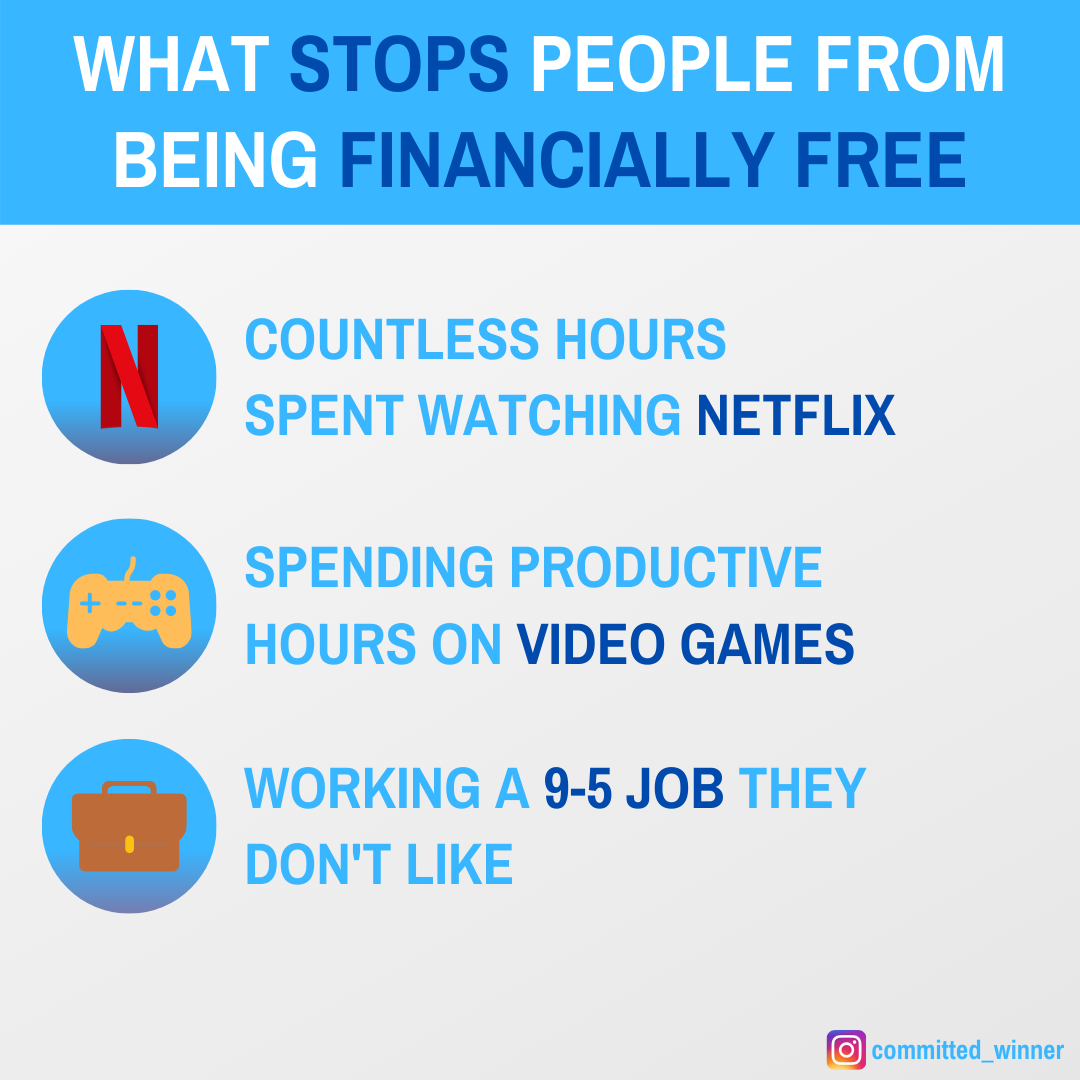 WHAT STOPS PEOPLE FROM
BEING FINANCIALLY FREE
COUNTLESS HOURS
SPENT WATCHING NETFLIX
SPENDING PRODUCTIVE
HOURS ON VIDEO GAMES
WORKING A 9-5 JOB THEY
DON'T LIKE
committed_winner